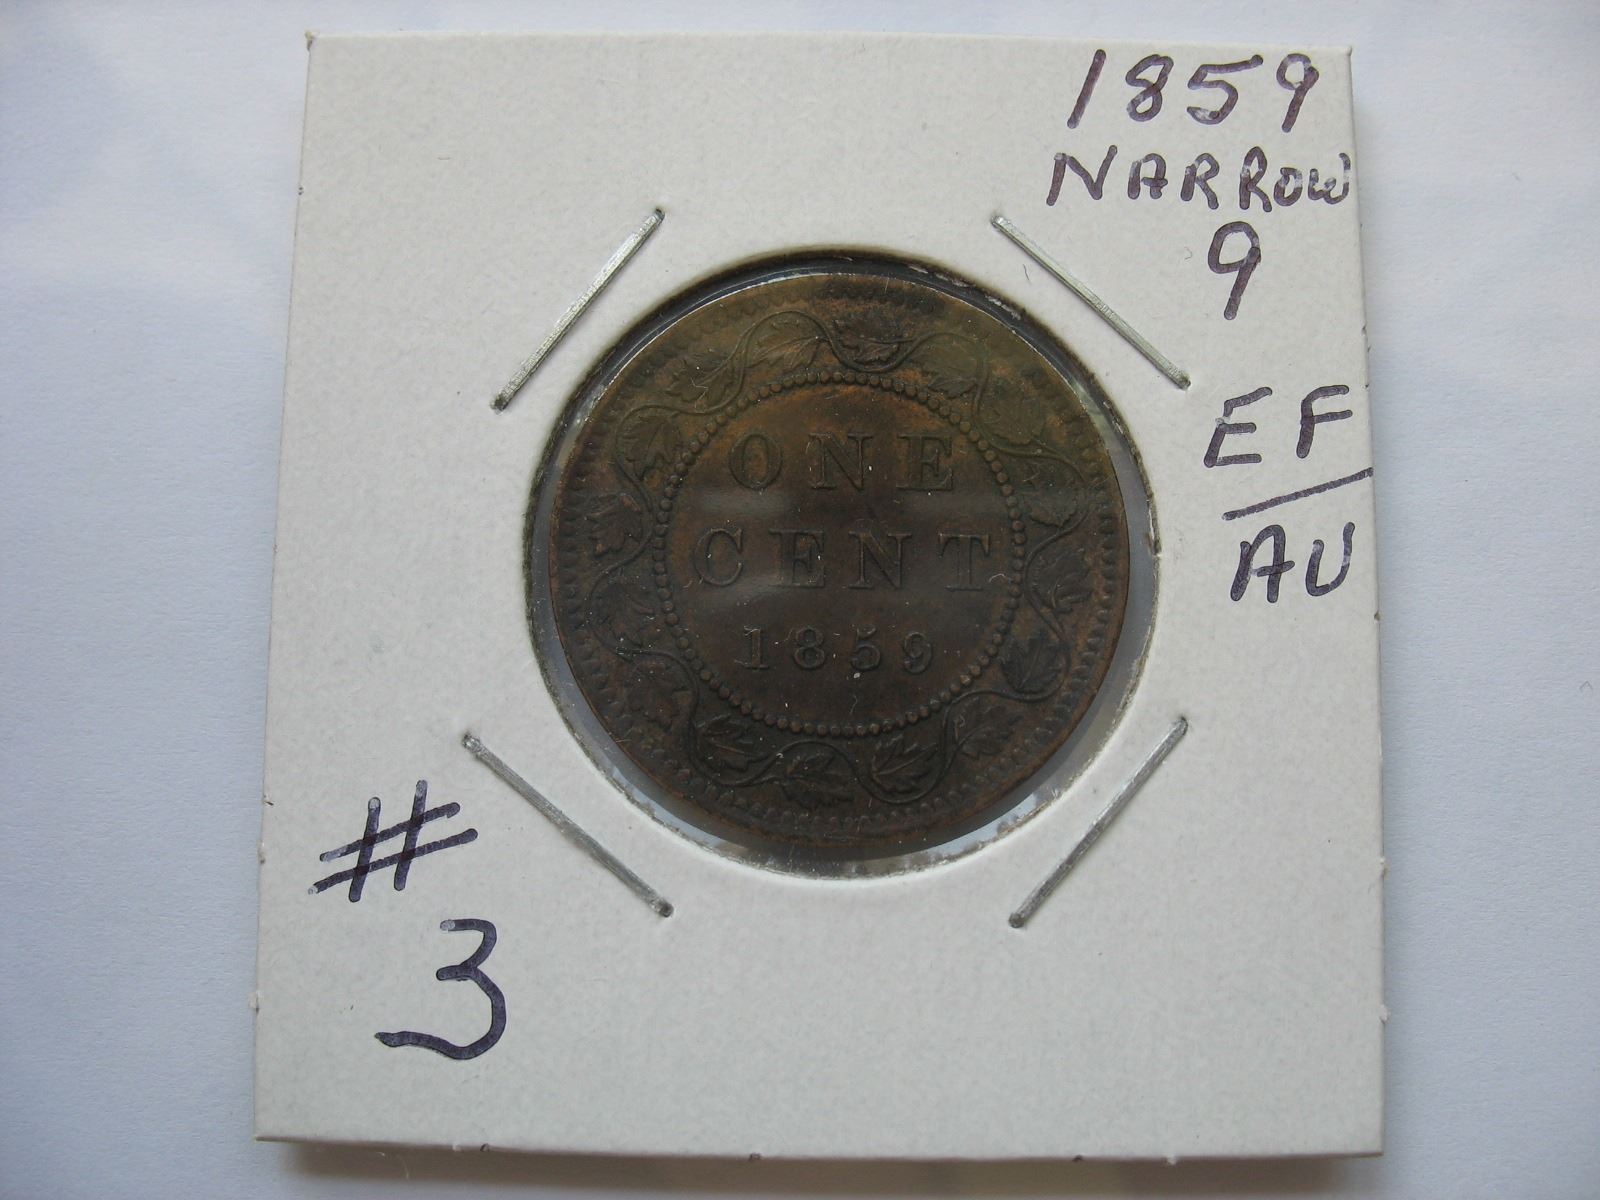 1859
NARROW
9
EF
AU
ONE
CENT
1859
#
3